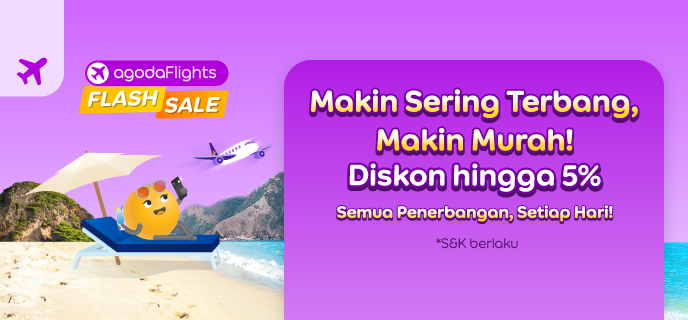 agodaFlights
FLASH SALE
Makin Sering Terbang,
Makin Murah!
Diskon hingga 5%
Semua Penerbangan, Setiap Hari!
*S&K berlaku